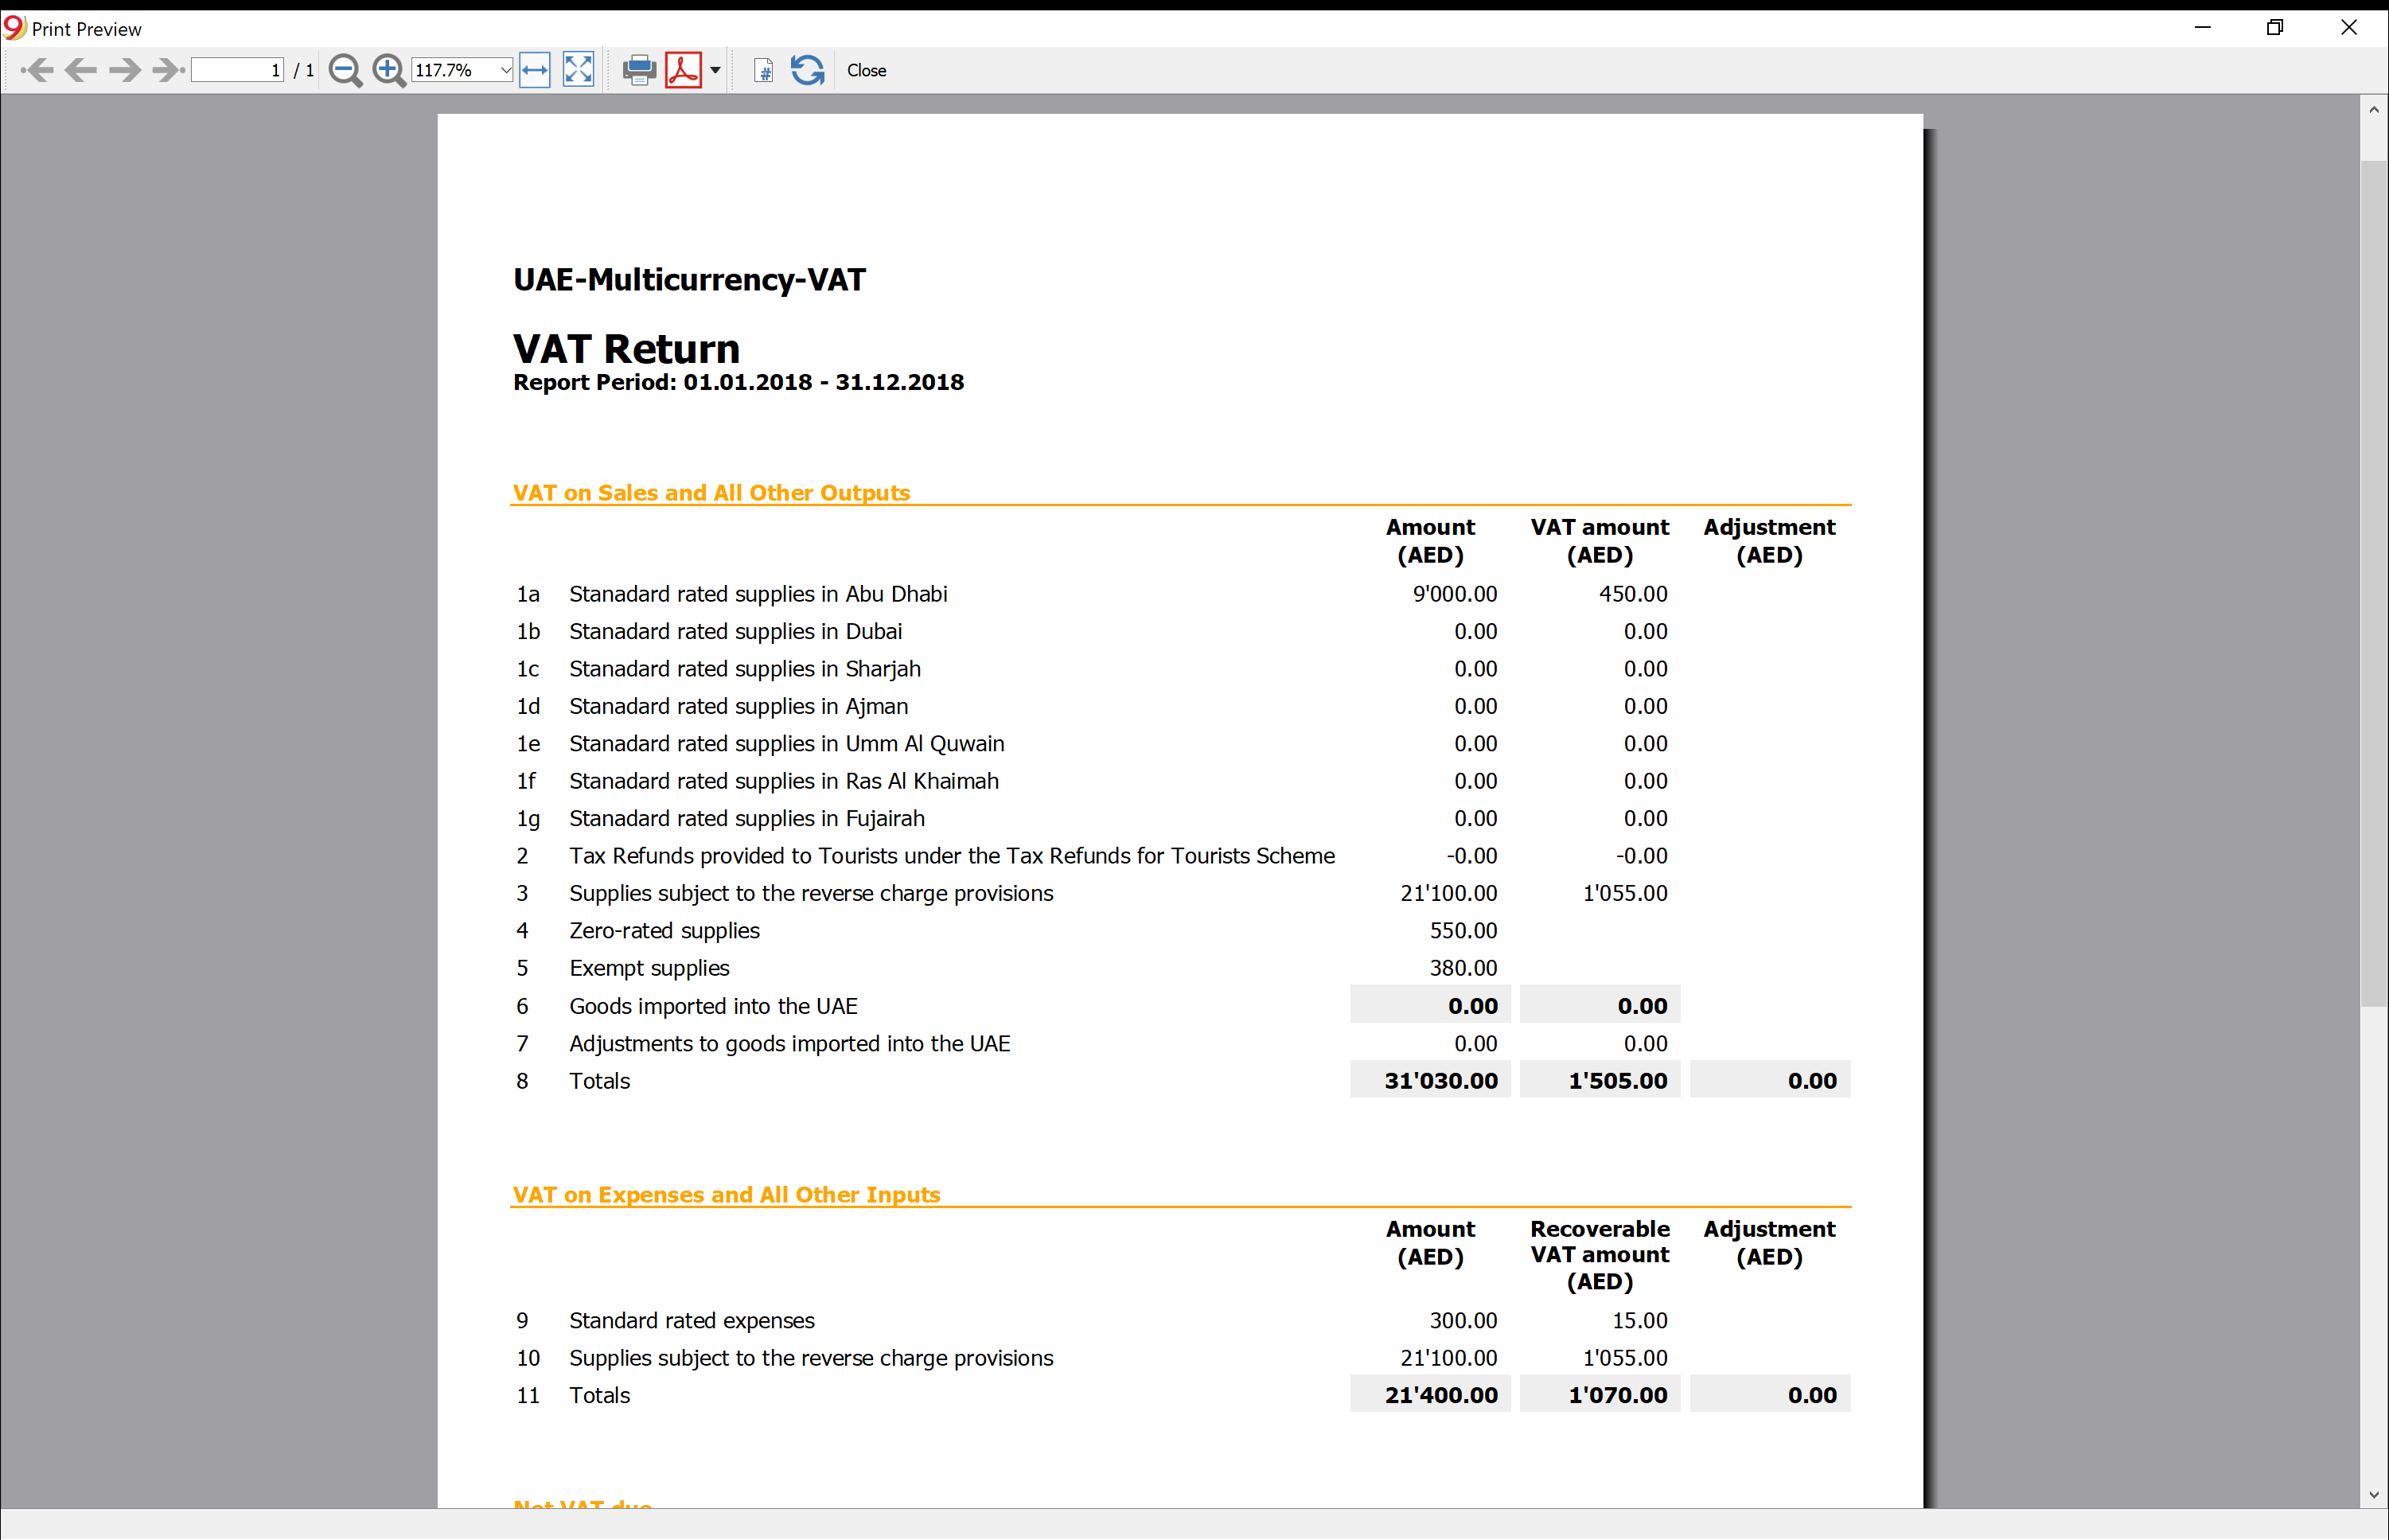 Print Preview
1 / 1 117.7% Close
UAE-Multicurrency-VAT
VAT Return
Report Period: 01.01.2018 - 31.12.2018
VAT on Sales and All Other Outputs
Amount (AED) VAT amount (AED) Adjustment (AED)
1a Stanadard rated supplies in Abu Dhabi 9'000.00 450.00
1b Stanadard rated supplies in Dubai 0.00 0.00
1c Stanadard rated supplies in Sharjah 0.00 0.00
1d Stanadard rated supplies in Ajman 0.00 0.00
1e Stanadard rated supplies in Umm Al Quwain 0.00 0.00
1f Stanadard rated supplies in Ras Al Khaimah 0.00 0.00
1g Stanadard rated supplies in Fujairah 0.00 0.00
2 Tax Refunds provided to Tourists under the Tax Refunds for Tourists Scheme -0.00 -0.00
3 Supplies subject to the reverse charge provisions 21'100.00 1'055.00
4 Zero-rated supplies 550.00
5 Exempt supplies 380.00
6 Goods imported into the UAE 0.00 0.00
7 Adjustments to goods imported into the UAE 0.00 0.00
8 Totals 31'030.00 1'505.00 0.00
VAT on Expenses and All Other Inputs
Amount (AED) Recoverable VAT amount (AED) Adjustment (AED)
9 Standard rated expenses 300.00 15.00
10 Supplies subject to the reverse charge provisions 21'100.00 1'055.00
11 Totals 21'400.00 1'070.00 0.00
Net VAT due